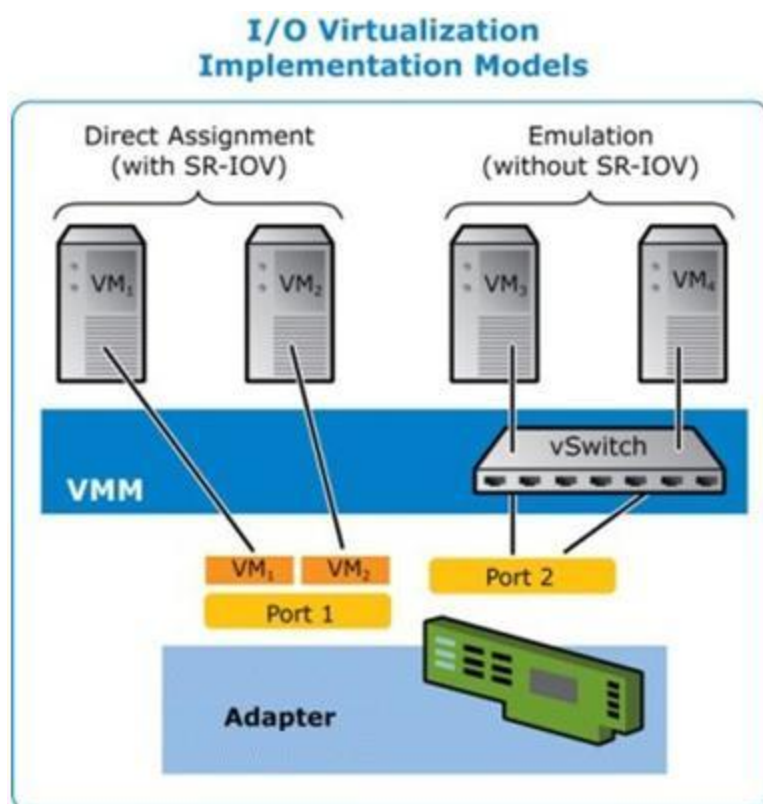 I/O Virtualization
Implementation Models
Direct Assignment
(with SR-IOV)
Emulation
(without SR-IOV)
VM₁
VM₂
VM₃
VM₄
vSwitch
VMM
VM₁
VM₂
Port 2
Port 1
Adapter